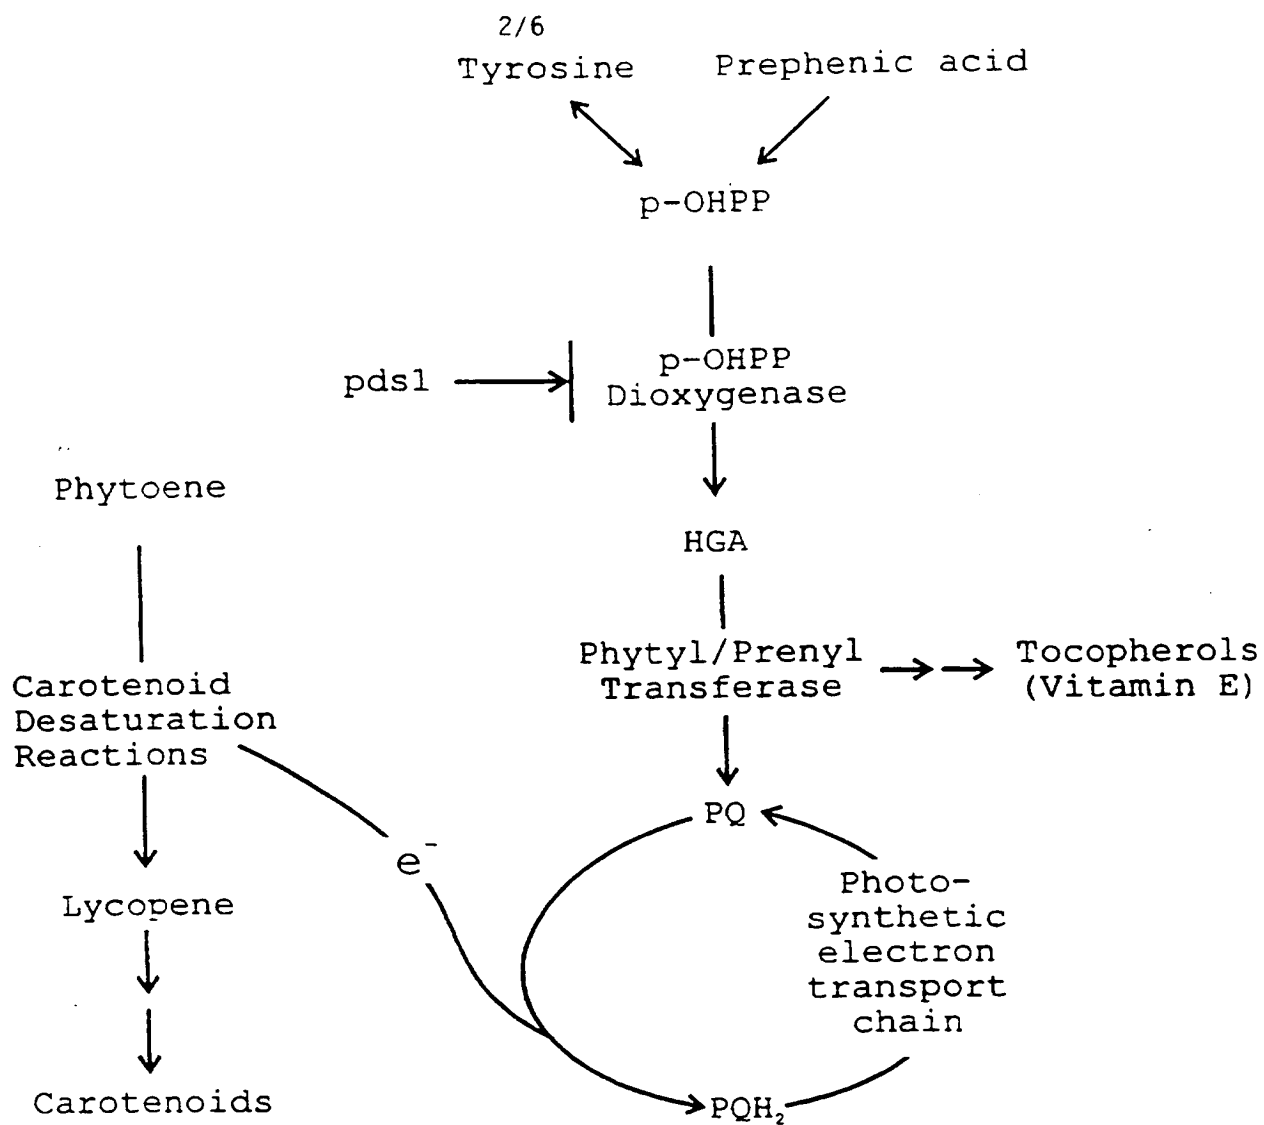 2/6
Tyrosine
Prephenic acid
p-OHPP
pds1
p-OHPP
Dioxygenase
Phytoene
HGA
Phytyl/Prenyl
Transferase
Tocopherols
(Vitamin E)
Carotenoid
Desaturation
Reactions
PQ
e⁻
Photo-
synthetic
electron
transport
chain
Lycopene
Carotenoids
PQH₂